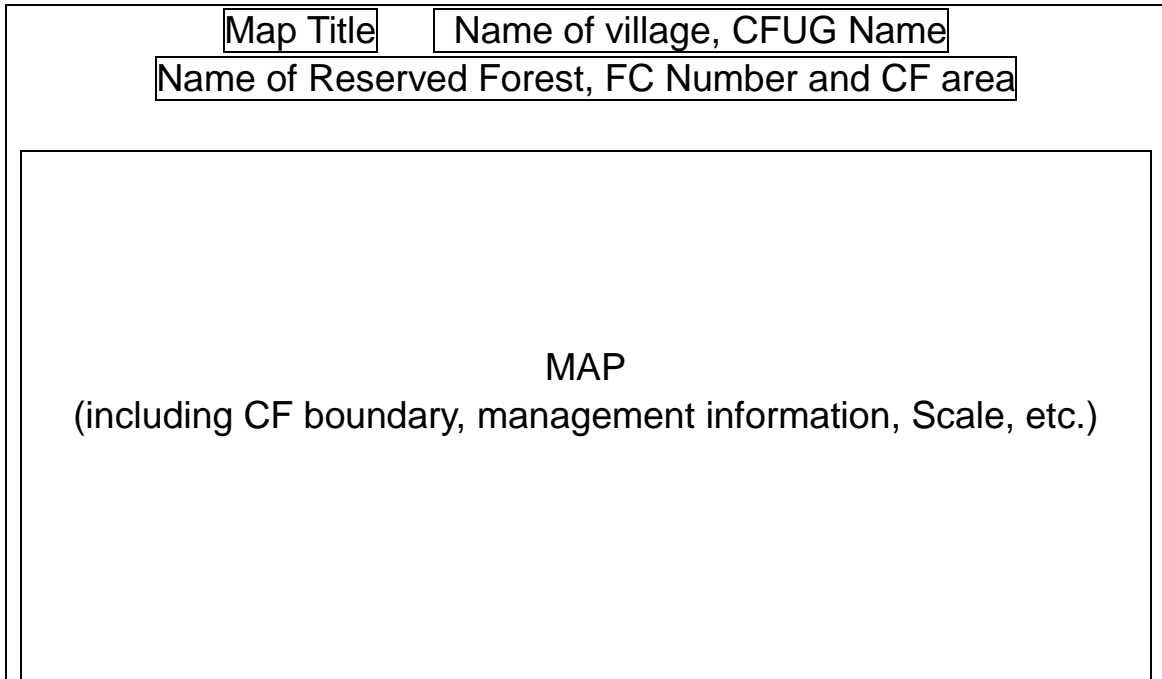 Map Title Name of village, CFUG Name
Name of Reserved Forest, FC Number and CF area
MAP
(including CF boundary, management information, Scale, etc.)